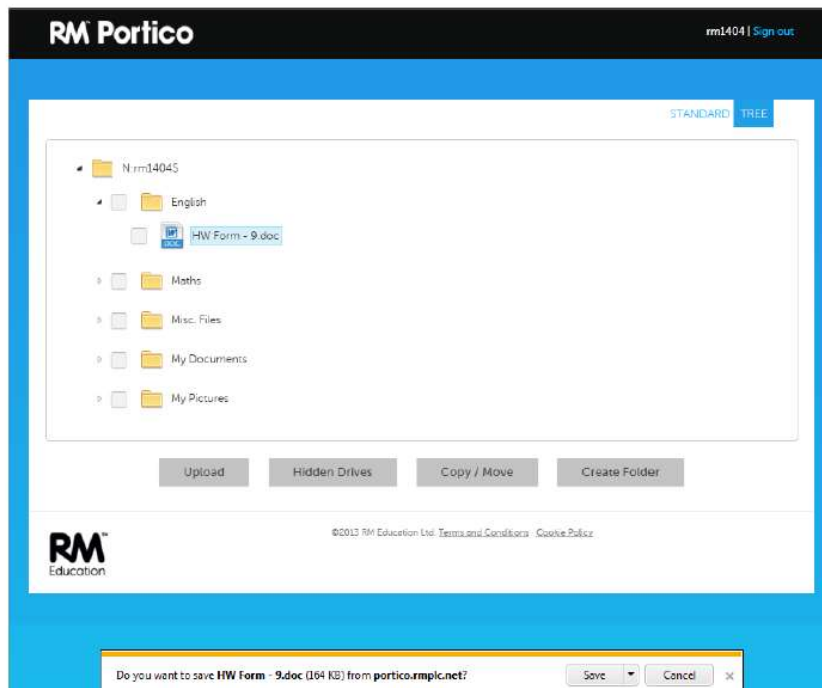 RM Portico
rm1404 | Sign out
STANDARD TREE
N:rm14045
English
HW Form - 9.doc
Maths
Misc. Files
My Documents
My Pictures
Upload Hidden Drives Copy / Move Create Folder
©2013 RM Education Ltd. Terms and Conditions Cookie Policy
RM
Education
Do you want to save HW Form - 9.doc (164 KB) from portico.rmplc.net? Save Cancel